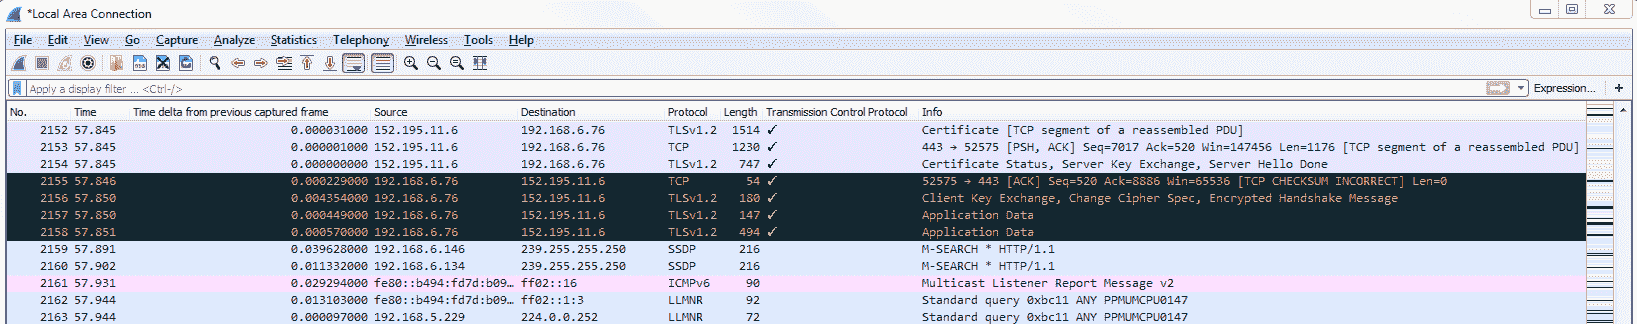 *Local Area Connection
File Edit View Go Capture Analyze Statistics Telephony Wireless Tools Help
Apply a display filter ... <Ctrl-/> Expression... +
No. Time Time delta from previous captured frame Source Destination Protocol Length Transmission Control Protocol Info
2152 57.845 0.000031000 152.195.11.6 192.168.6.76 TLSv1.2 1514 ✓ Certificate [TCP segment of a reassembled PDU]
2153 57.845 0.000001000 152.195.11.6 192.168.6.76 TCP 1230 ✓ 443 → 52575 [PSH, ACK] Seq=7017 Ack=520 Win=147456 Len=1176 [TCP segment of a reassembled PDU]
2154 57.845 0.000000000 152.195.11.6 192.168.6.76 TLSv1.2 747 ✓ Certificate Status, Server Key Exchange, Server Hello Done
2155 57.846 0.000229000 192.168.6.76 152.195.11.6 TCP 54 ✓ 52575 → 443 [ACK] Seq=520 Ack=8886 Win=65536 [TCP CHECKSUM INCORRECT] Len=0
2156 57.850 0.004354000 192.168.6.76 152.195.11.6 TLSv1.2 180 ✓ Client Key Exchange, Change Cipher Spec, Encrypted Handshake Message
2157 57.850 0.000449000 192.168.6.76 152.195.11.6 TLSv1.2 147 ✓ Application Data
2158 57.851 0.000570000 192.168.6.76 152.195.11.6 TLSv1.2 494 ✓ Application Data
2159 57.891 0.039628000 192.168.6.146 239.255.255.250 SSDP 216 M-SEARCH * HTTP/1.1
2160 57.902 0.011332000 192.168.6.134 239.255.255.250 SSDP 216 M-SEARCH * HTTP/1.1
2161 57.931 0.029294000 fe80::b494:fd7d:b09… ff02::16 ICMPv6 90 Multicast Listener Report Message v2
2162 57.944 0.013103000 fe80::b494:fd7d:b09… ff02::1:3 LLMNR 92 Standard query 0xbc11 ANY PPMUMCPU0147
2163 57.944 0.000097000 192.168.5.229 224.0.0.252 LLMNR 72 Standard query 0xbc11 ANY PPMUMCPU0147